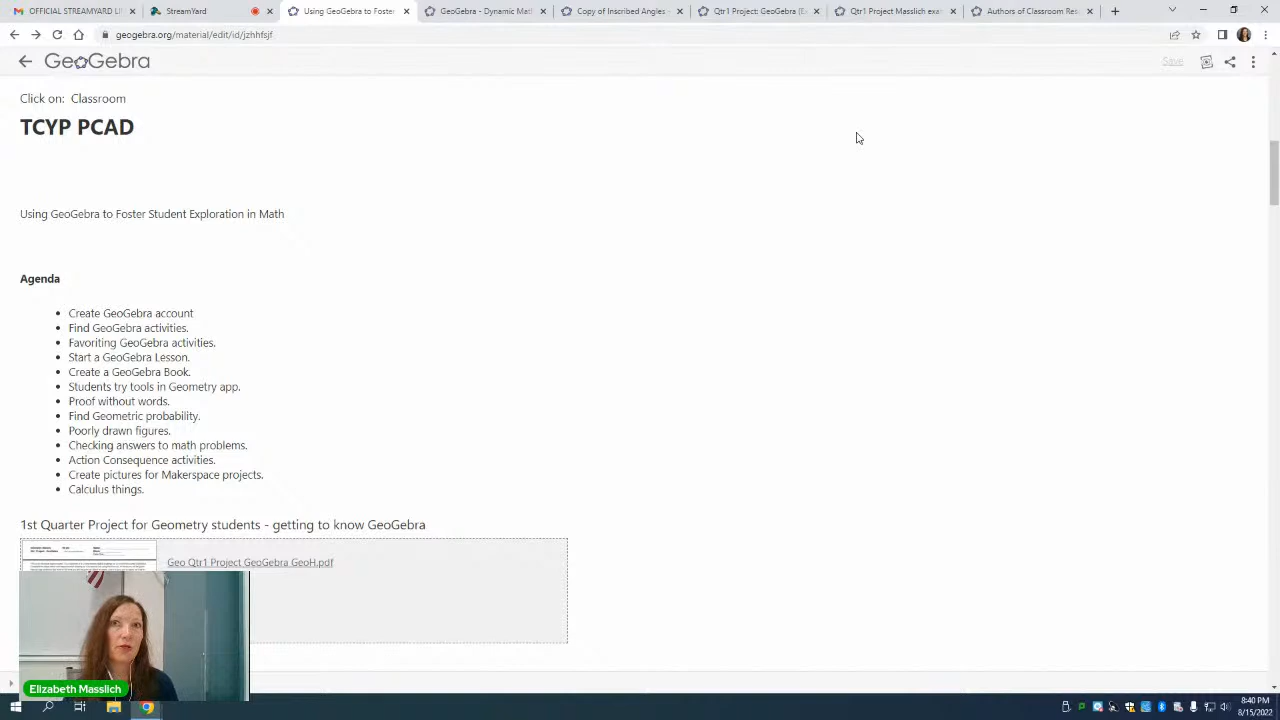 OFFICIAL STREAMYARD LI
StreamYard
Using GeoGebra to Foster
GeoGebra - Dynamic Mat
Copy of Inscribed Angles
Qtr1 Project: GeoGebra (E
Qtr1 Project Masslich exa
Authors of Classroom Res
geogebra.org/material/edit/id/jzhhfsjf
GeoGebra
Save
Click on: Classroom
TCYP PCAD
Using GeoGebra to Foster Student Exploration in Math
Agenda
• Create GeoGebra account
• Find GeoGebra activities.
• Favoriting GeoGebra activities.
• Start a GeoGebra Lesson.
• Create a GeoGebra Book.
• Students try tools in Geometry app.
• Proof without words.
• Find Geometric probability.
• Poorly drawn figures.
• Checking answers to math problems.
• Action Consequence activities.
• Create pictures for Makerspace projects.
• Calculus things.
1st Quarter Project for Geometry students - getting to know GeoGebra
Geo Qtr1 Project GeoGebra GeoH.pdf
Elizabeth Masslich
8:40 PM
8/15/2022